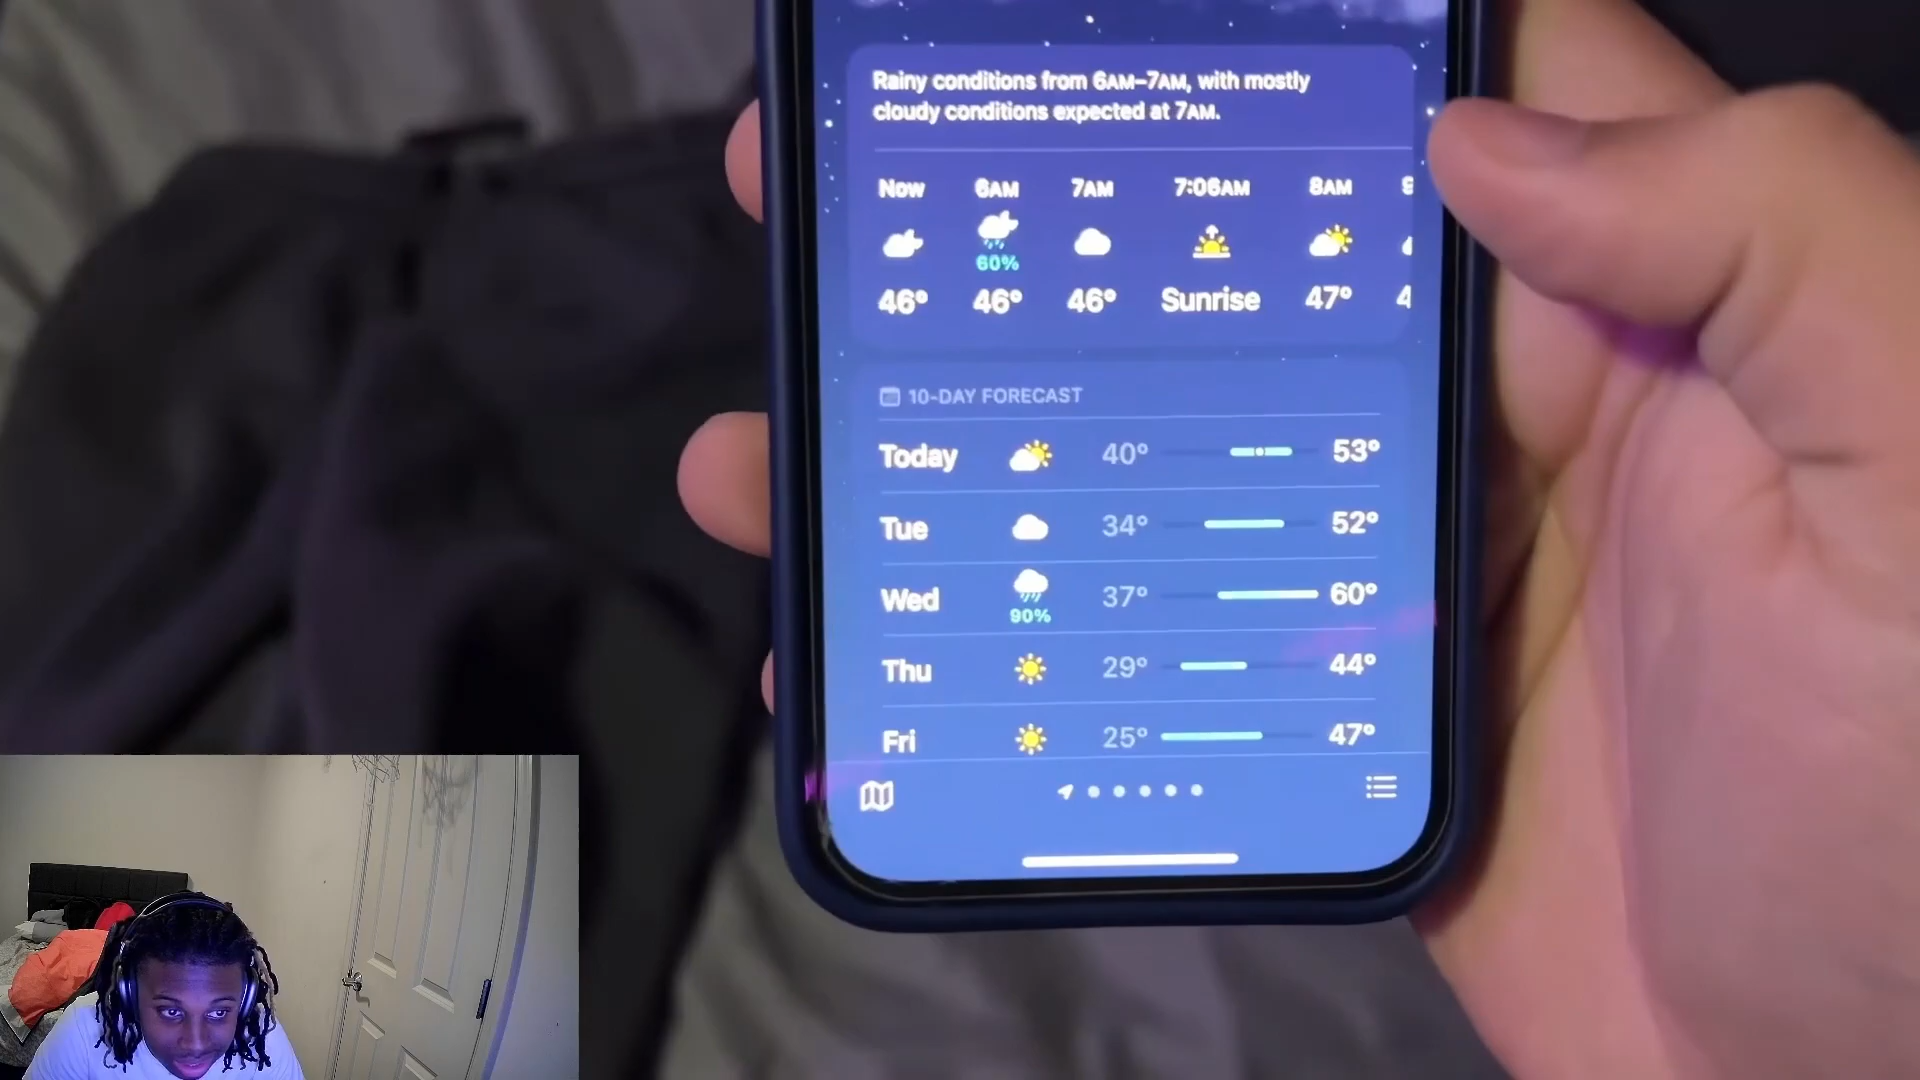 Rainy conditions from 6AM–7AM, with mostly
cloudy conditions expected at 7AM.
Now 6AM 7AM 7:06AM 8AM
60%
46° 46° 46° Sunrise 47°
10-DAY FORECAST
Today 40° 53°
Tue 34° 52°
Wed 90% 37° 60°
Thu 29° 44°
Fri 25° 47°